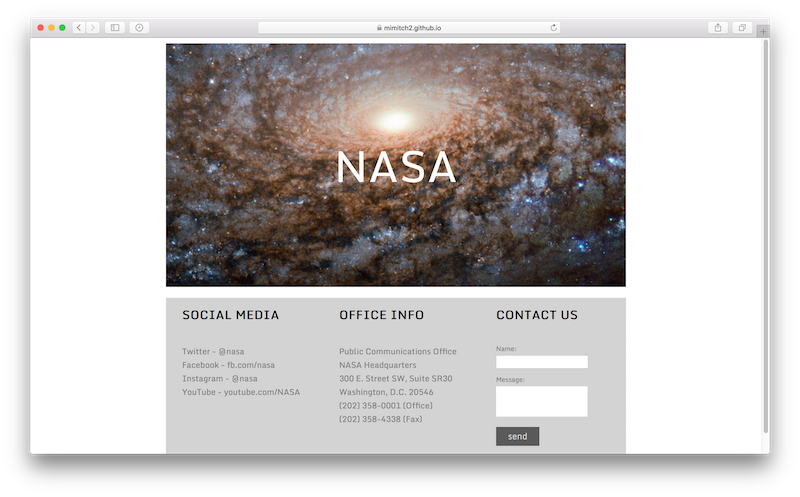 mimitch2.github.io
NASA
SOCIAL MEDIA
Twitter - @nasa
Facebook - fb.com/nasa
Instagram - @nasa
YouTube - youtube.com/NASA
OFFICE INFO
Public Communications Office
NASA Headquarters
300 E. Street SW, Suite SR30
Washington, D.C. 20546
(202) 358-0001 (Office)
(202) 358-4338 (Fax)
CONTACT US
Name:
Message:
send